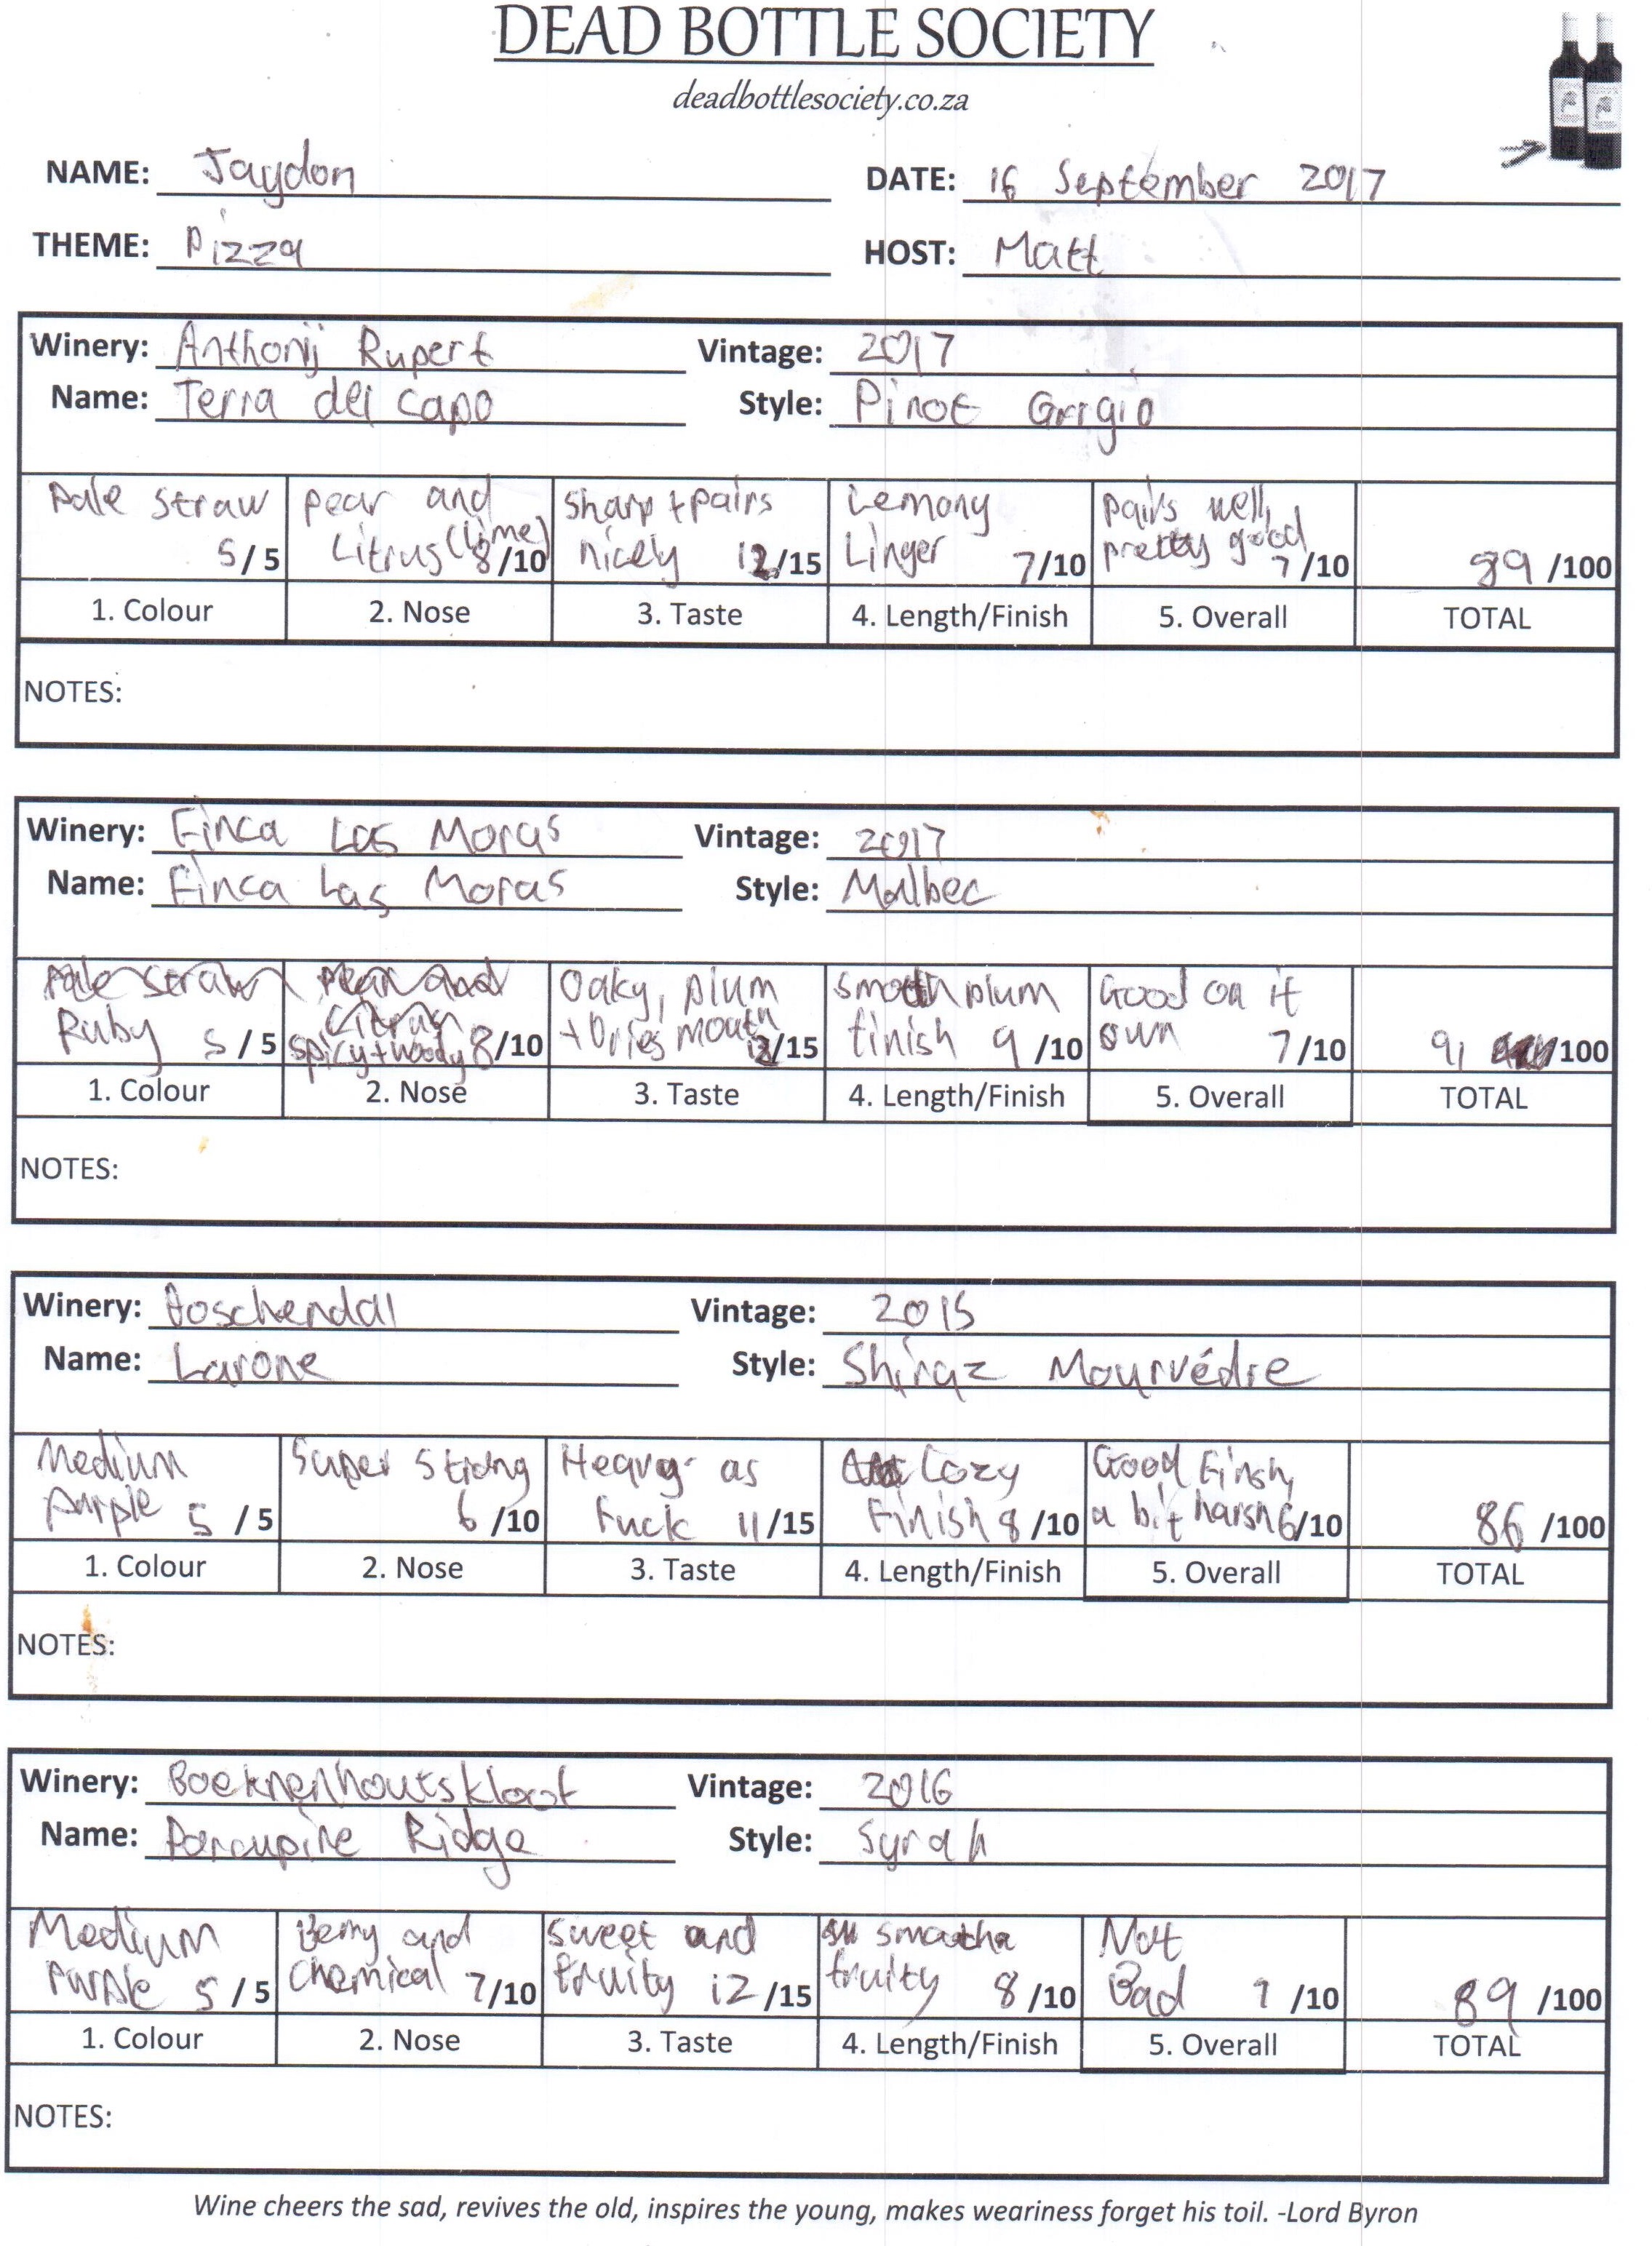 DEAD BOTTLE SOCIETY
deadbottlesociety.co.za
NAME: Jaydon DATE: 16 September 2017
THEME: Pizza HOST: Matt
Winery: Anthonij Rupert Vintage: 2017
Name: Terra del capo Style: Pinot Grigio
Pale straw pear and sharp + pairs Lemony pairs well,
5/5 Citrus (lime) 8/10 nicely 12/15 Linger 7/10 pretty good 7/10 89/100
1. Colour 2. Nose 3. Taste 4. Length/Finish 5. Overall TOTAL
NOTES:
Winery: Finca Las Moras Vintage: 2017
Name: Finca Las Moras Style: Malbec
Pale straw Pear and Oaky, plum smooth plum Good on it
Citrus
Ruby 5/5 spicy + woody 8/10 + Dries mouth 12/15 finish 9/10 own 7/10 91/100
1. Colour 2. Nose 3. Taste 4. Length/Finish 5. Overall TOTAL
NOTES:
Winery: Boschendal Vintage: 2015
Name: Larone Style: Shiraz Mourvédre
Medium Super Strong Heavy as Cozy Good Finsh,
purple 5/5 6/10 Fuck 11/15 Finish 8/10 a bit harsh 6/10 86/100
1. Colour 2. Nose 3. Taste 4. Length/Finish 5. Overall TOTAL
NOTES:
Winery: Boeknenhoutskloof Vintage: 2016
Name: Porcupine Ridge Style: Syrah
Medium Berry and sweet and Not
Purple 5/5 Chemical 7/10 fruity 12/15 fruity 8/10 Bad 7/10 89/100
1. Colour 2. Nose 3. Taste 4. Length/Finish 5. Overall TOTAL
NOTES:
Wine cheers the sad, revives the old, inspires the young, makes weariness forget his toil. -Lord Byron